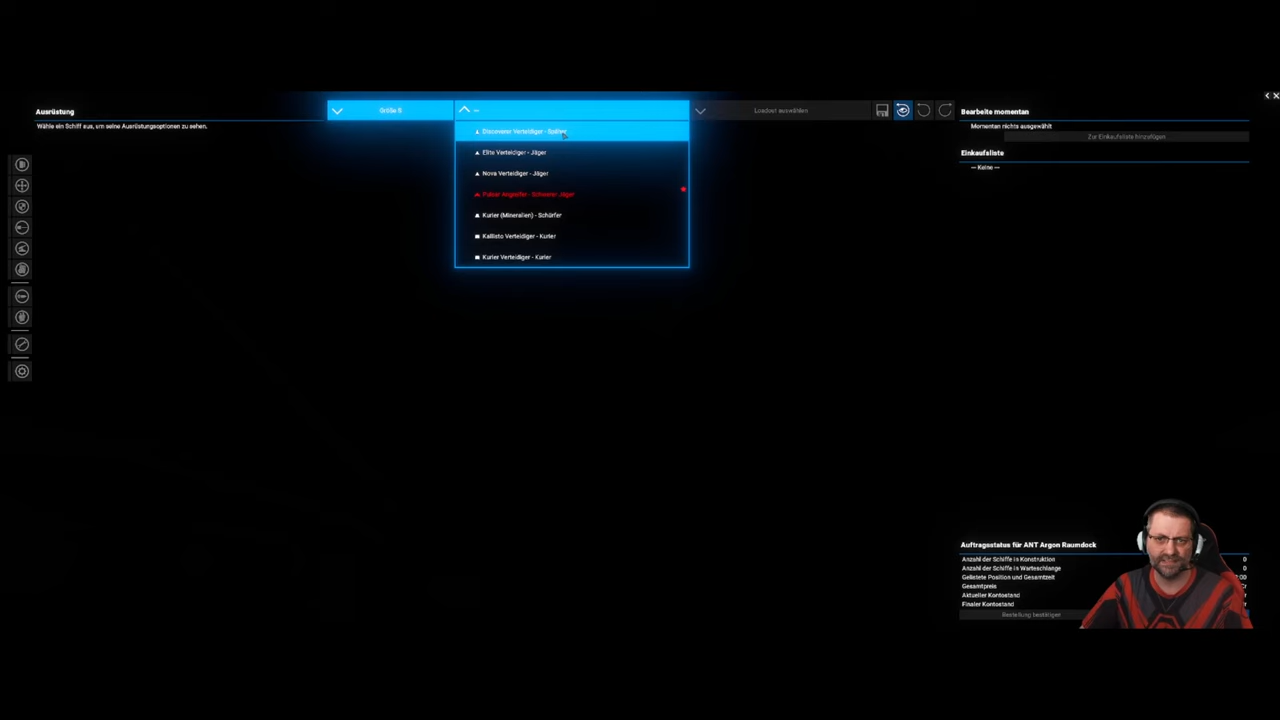 Ausrüstung
Wähle ein Schiff aus, um seine Ausrüstungsoptionen zu sehen.
Größe S
--
Discoverer Verteidiger - Späher
Elite Verteidiger - Jäger
Nova Verteidiger - Jäger
Pulsar Angreifer - Schwerer Jäger
Kurier (Mineralien) - Schürfer
Kallisto Verteidiger - Kurier
Kurier Verteidiger - Kurier
Loadout auswählen
Bearbeite momentan
Momentan nichts ausgewählt
Zur Einkaufsliste hinzufügen
Einkaufsliste
-- Keine --
Auftragsstatus für ANT Argon Raumdock
Anzahl der Schiffe in Konstruktion 0
Anzahl der Schiffe in Warteschlange 0
Gelistete Position und Gesamtzeit
Gesamtpreis
Aktueller Kontostand
Finaler Kontostand
Bestellung bestätigen